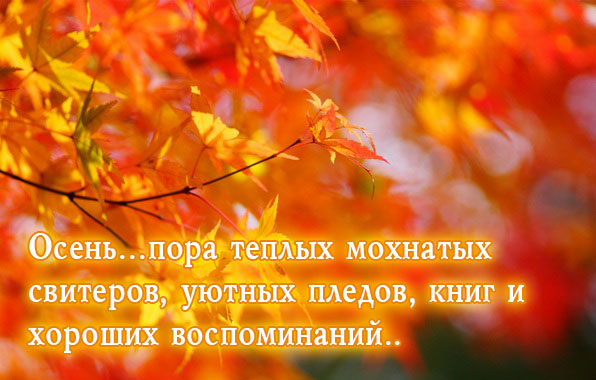 Осень...пора теплых мохнатых
свитеров, уютных пледов, книг и
хороших воспоминаний..